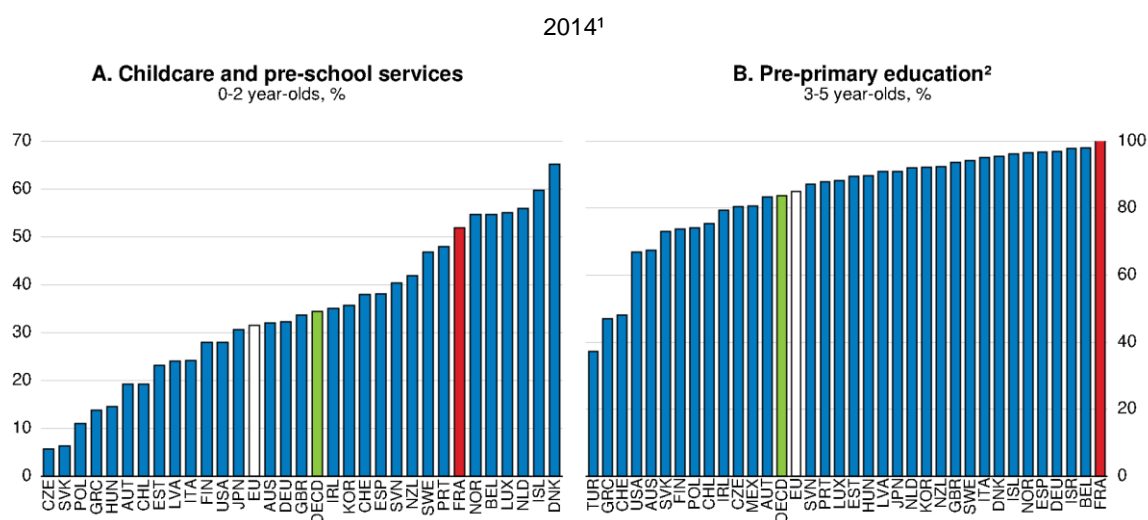 2014¹
A. Childcare and pre-school services
0-2 year-olds, %
70
60
50
40
30
20
10
0
CZE SVK POL GRC HUN AUT CHL EST LVA ITA FIN USA JPN EU AUS DEU GBR OECD IRL KOR CHE ESP SVN NZL SWE PRT FRA NOR BEL LUX NLD ISL DNK
B. Pre-primary education²
3-5 year-olds, %
100
80
60
40
20
0
TUR GRC CHE USA AUS SVK FIN POL CHL IRL CZE MEX AUT OECD EU SVN PRT LUX EST HUN LVA JPN NLD KOR NZL GBR SWE ITA DNK ISL NOR ESP DEU ISR BEL FRA